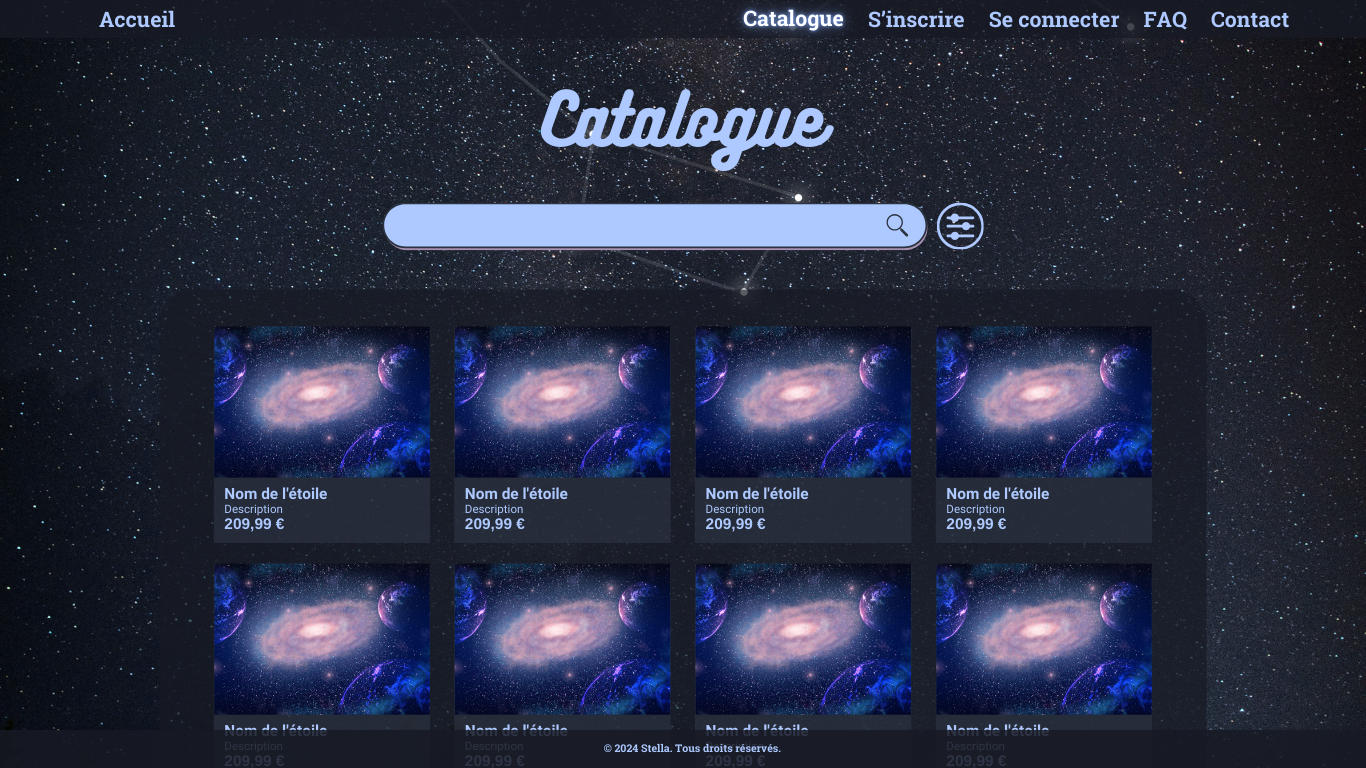 Accueil Catalogue S'inscrire Se connecter FAQ Contact
Catalogue
Nom de l'étoile Nom de l'étoile Nom de l'étoile Nom de l'étoile
Description Description Description Description
209,99 € 209,99 € 209,99 € 209,99 €
Nom de l'étoile Nom de l'étoile Nom de l'étoile Nom de l'étoile
Description Description Description Description
© 2024 Stella. Tous droits réservés.
209,99 € 209,99 € 209,99 € 209,99 €